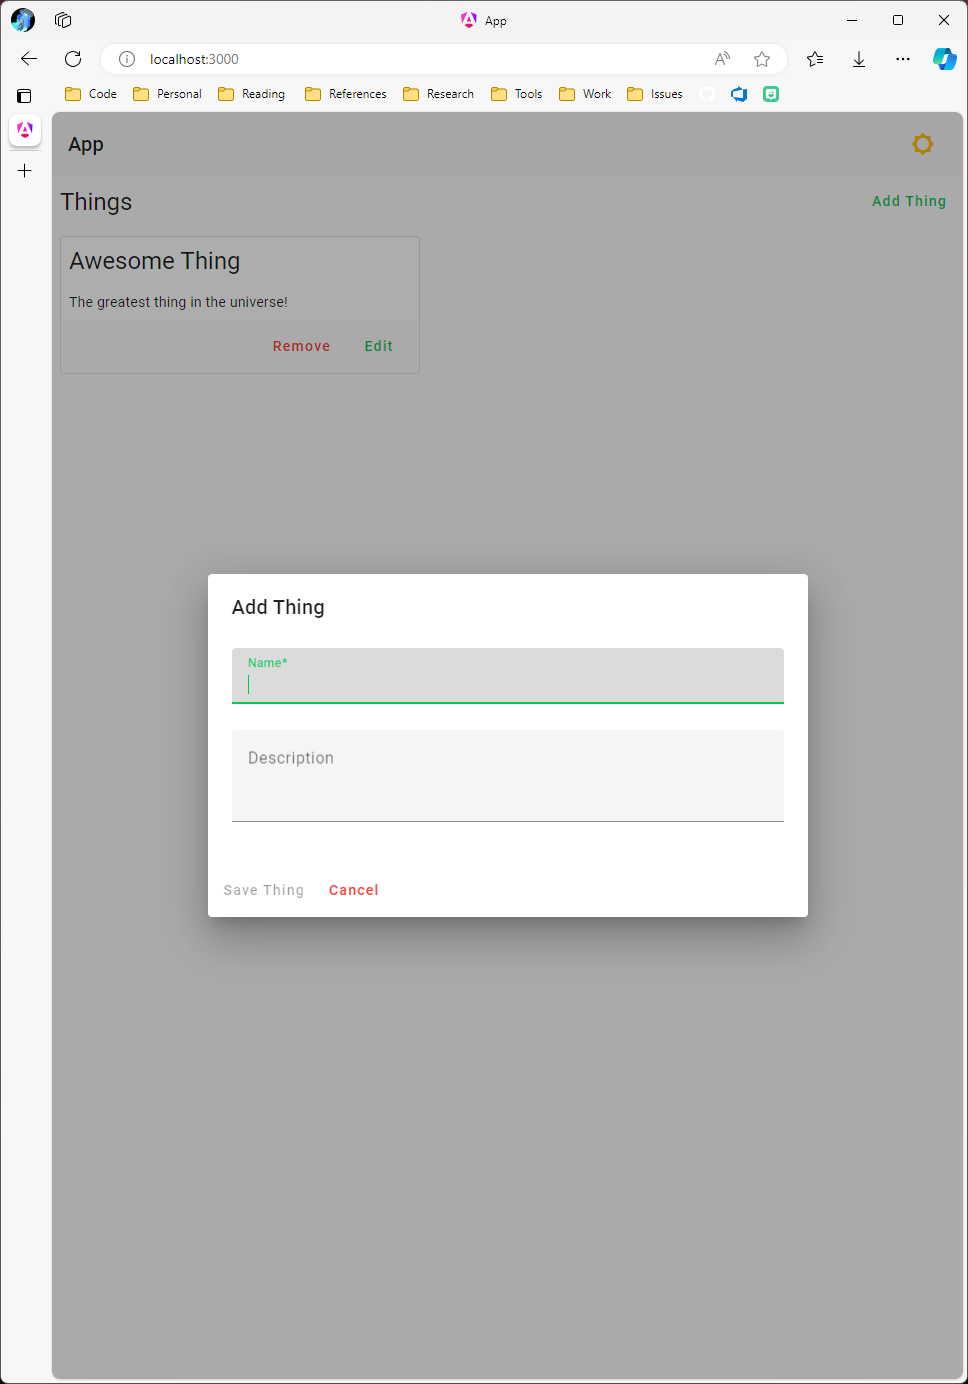 App
localhost:3000
Code Personal Reading References Research Tools Work Issues
App
Things Add Thing
Awesome Thing
The greatest thing in the universe!
Remove Edit
Add Thing
Name*
Description
Save Thing Cancel